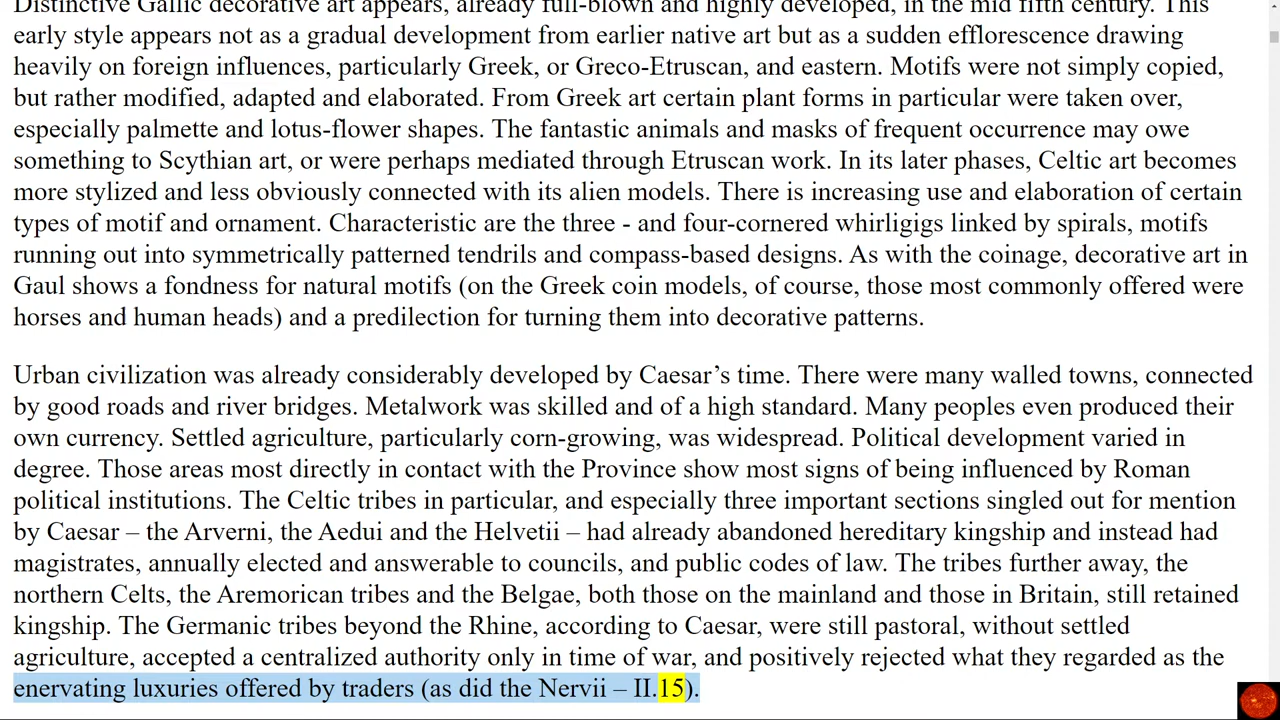 Distinctive Gallic decorative art appears, already full-blown and highly developed, in the mid fifth century. This
early style appears not as a gradual development from earlier native art but as a sudden efflorescence drawing
heavily on foreign influences, particularly Greek, or Greco-Etruscan, and eastern. Motifs were not simply copied,
but rather modified, adapted and elaborated. From Greek art certain plant forms in particular were taken over,
especially palmette and lotus-flower shapes. The fantastic animals and masks of frequent occurrence may owe
something to Scythian art, or were perhaps mediated through Etruscan work. In its later phases, Celtic art becomes
more stylized and less obviously connected with its alien models. There is increasing use and elaboration of certain
types of motif and ornament. Characteristic are the three - and four-cornered whirligigs linked by spirals, motifs
running out into symmetrically patterned tendrils and compass-based designs. As with the coinage, decorative art in
Gaul shows a fondness for natural motifs (on the Greek coin models, of course, those most commonly offered were
horses and human heads) and a predilection for turning them into decorative patterns.
Urban civilization was already considerably developed by Caesar’s time. There were many walled towns, connected
by good roads and river bridges. Metalwork was skilled and of a high standard. Many peoples even produced their
own currency. Settled agriculture, particularly corn-growing, was widespread. Political development varied in
degree. Those areas most directly in contact with the Province show most signs of being influenced by Roman
political institutions. The Celtic tribes in particular, and especially three important sections singled out for mention
by Caesar – the Arverni, the Aedui and the Helvetii – had already abandoned hereditary kingship and instead had
magistrates, annually elected and answerable to councils, and public codes of law. The tribes further away, the
northern Celts, the Aremorican tribes and the Belgae, both those on the mainland and those in Britain, still retained
kingship. The Germanic tribes beyond the Rhine, according to Caesar, were still pastoral, without settled
agriculture, accepted a centralized authority only in time of war, and positively rejected what they regarded as the
enervating luxuries offered by traders (as did the Nervii – II.15).